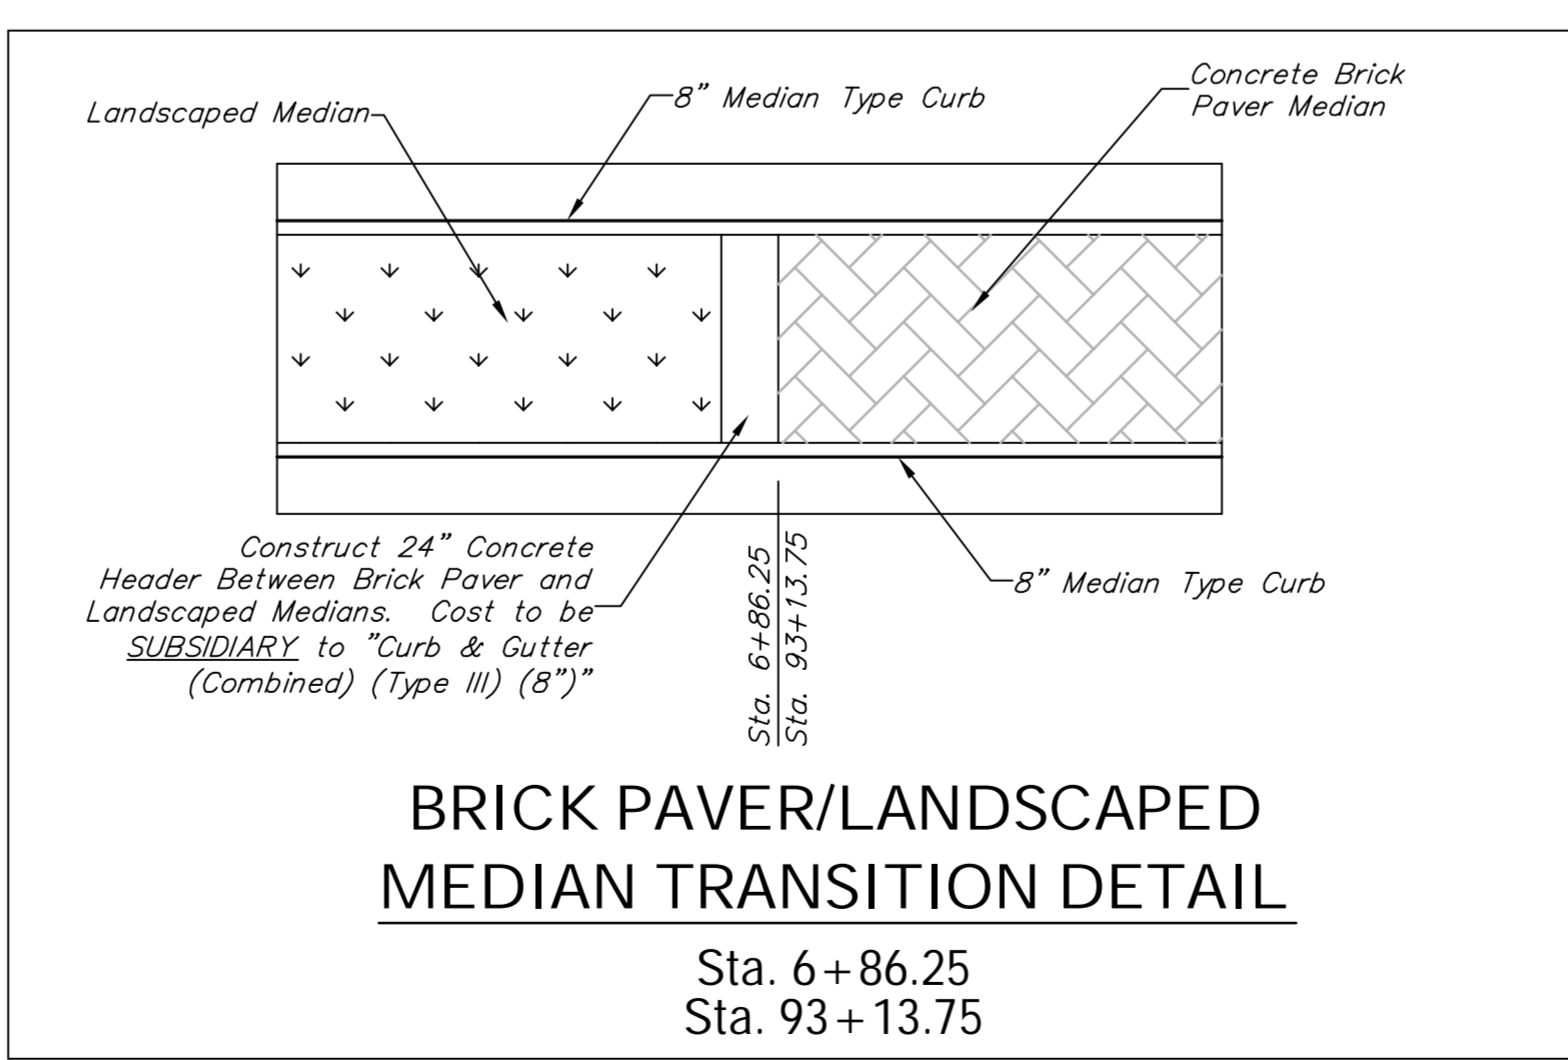 Landscaped Median
8” Median Type Curb
Concrete Brick
Paver Median
Construct 24” Concrete
Header Between Brick Paver and
Landscaped Medians. Cost to be
SUBSIDIARY to ”Curb & Gutter
(Combined) (Type III) (8”)”
Sta. 6+86.25
Sta. 93+13.75
8” Median Type Curb
BRICK PAVER/LANDSCAPED
MEDIAN TRANSITION DETAIL
Sta. 6+86.25
Sta. 93+13.75